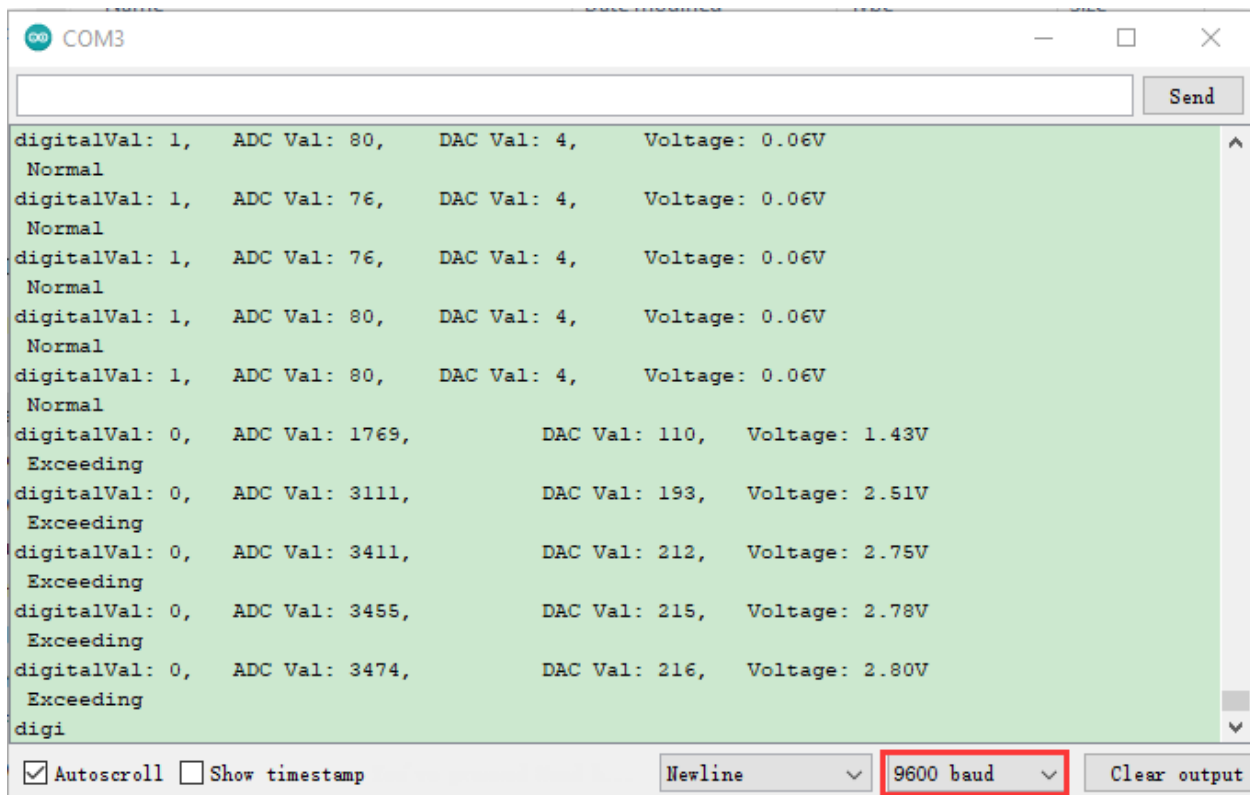 COM3
Send
digitalVal: 1, ADC Val: 80, DAC Val: 4, Voltage: 0.06V
Normal
digitalVal: 1, ADC Val: 76, DAC Val: 4, Voltage: 0.06V
Normal
digitalVal: 1, ADC Val: 76, DAC Val: 4, Voltage: 0.06V
Normal
digitalVal: 1, ADC Val: 80, DAC Val: 4, Voltage: 0.06V
Normal
digitalVal: 1, ADC Val: 80, DAC Val: 4, Voltage: 0.06V
Normal
digitalVal: 0, ADC Val: 1769, DAC Val: 110, Voltage: 1.43V
Exceeding
digitalVal: 0, ADC Val: 3111, DAC Val: 193, Voltage: 2.51V
Exceeding
digitalVal: 0, ADC Val: 3411, DAC Val: 212, Voltage: 2.75V
Exceeding
digitalVal: 0, ADC Val: 3455, DAC Val: 215, Voltage: 2.78V
Exceeding
digitalVal: 0, ADC Val: 3474, DAC Val: 216, Voltage: 2.80V
Exceeding
digi
Autoscroll Show timestamp Newline 9600 baud Clear output